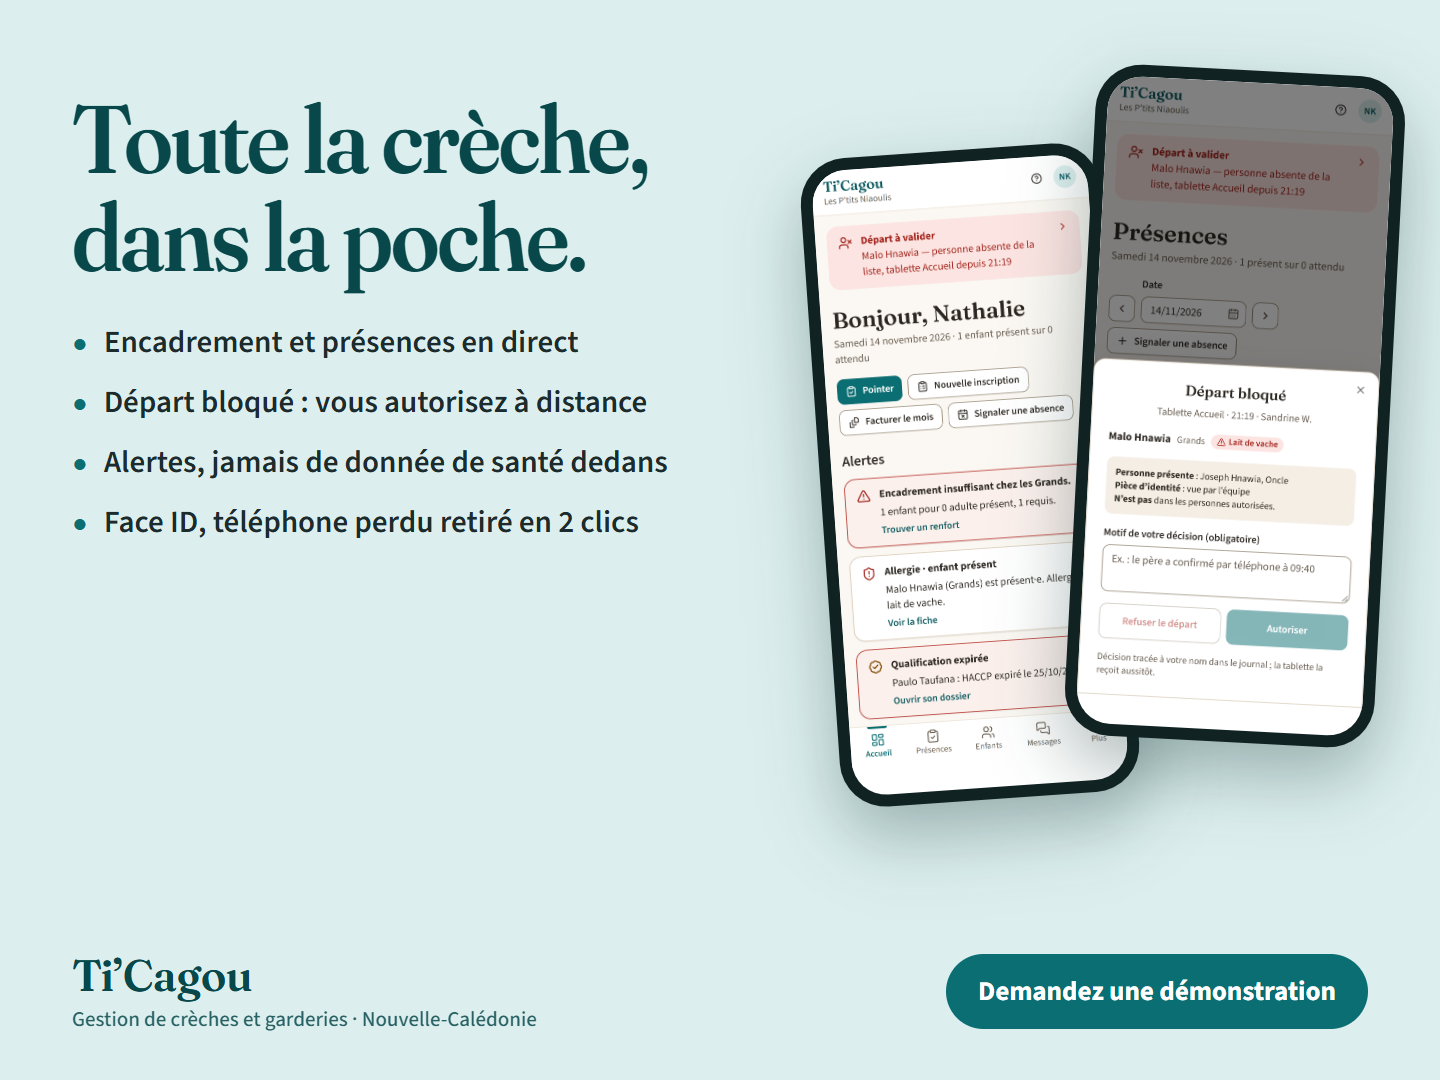 Toute la crèche,
dans la poche.
• Encadrement et présences en direct
• Départ bloqué : vous autorisez à distance
• Alertes, jamais de donnée de santé dedans
• Face ID, téléphone perdu retiré en 2 clics
Ti’Cagou
Les P'tits Niaoulis
NK
Départ à valider
Malo Hnawia — personne absente de la
liste, tablette Accueil depuis 21:19
Bonjour, Nathalie
Samedi 14 novembre 2026 · 1 enfant présent sur 0
attendu
Pointer
Nouvelle inscription
Facturer le mois
Signaler une absence
Alertes
Encadrement insuffisant chez les Grands.
1 enfant pour 0 adulte présent, 1 requis.
Trouver un renfort
Allergie · enfant présent
Malo Hnawia (Grands) est présent·e. Allerg
lait de vache.
Voir la fiche
Qualification expirée
Paulo Taufana : HACCP expiré le 25/10/2
Ouvrir son dossier
Accueil
Présences
Enfants
Messages
Plus
Ti’Cagou
Les P'tits Niaoulis
NK
Départ à valider
Malo Hnawia — personne absente de la
liste, tablette Accueil depuis 21:19
Présences
Samedi 14 novembre 2026 · 1 présent sur 0 attendu
Date
14/11/2026
Signaler une absence
Départ bloqué
Tablette Accueil · 21:19 · Sandrine W.
Malo Hnawia Grands Lait de vache
Personne présente : Joseph Hnawia, Oncle
Pièce d’identité : vue par l’équipe
N’est pas dans les personnes autorisées.
Motif de votre décision (obligatoire)
Ex. : le père a confirmé par téléphone à 09:40
Refuser le départ
Autoriser
Décision tracée à votre nom dans le journal ; la tablette la
reçoit aussitôt.
Ti’Cagou
Gestion de crèches et garderies · Nouvelle-Calédonie
Demandez une démonstration